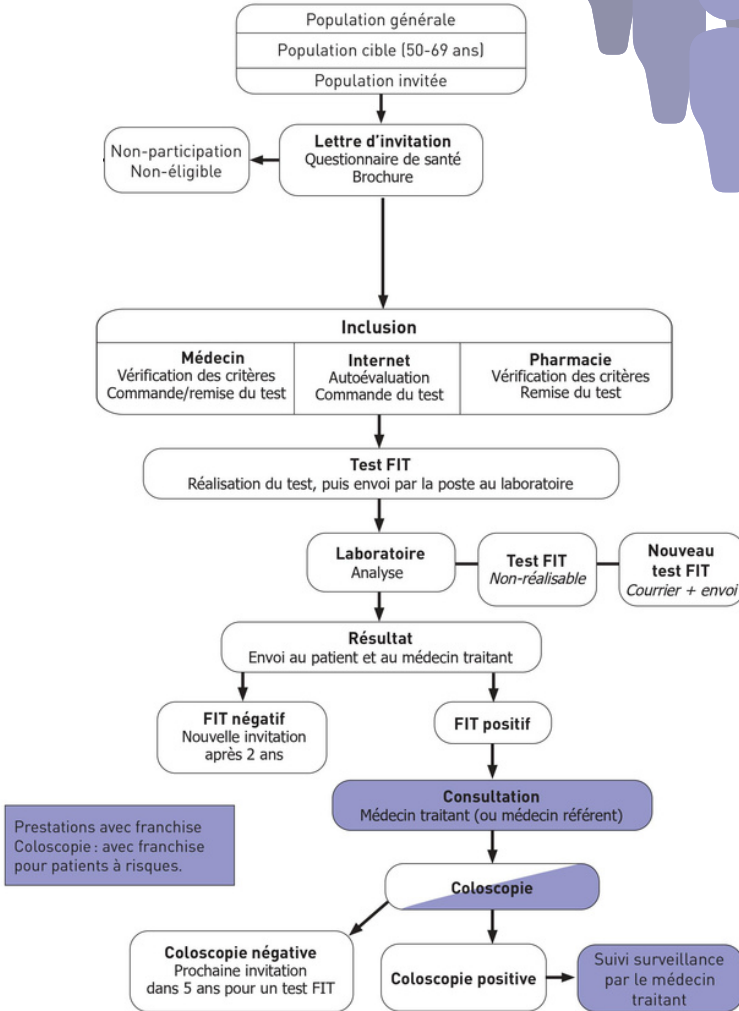 Population générale
Population cible (50-69 ans)
Population invitée
Lettre d'invitation
Questionnaire de santé
Brochure
Non-participation
Non-éligible
Inclusion
Médecin
Vérification des critères
Commande/remise du test
Internet
Autoévaluation
Commande du test
Pharmacie
Vérification des critères
Remise du test
Test FIT
Réalisation du test, puis envoi par la poste au laboratoire
Laboratoire
Analyse
Test FIT
Non-réalisable
Nouveau
test FIT
Courrier + envoi
Résultat
Envoi au patient et au médecin traitant
FIT négatif
Nouvelle invitation
après 2 ans
FIT positif
Consultation
Médecin traitant (ou médecin référent)
Prestations avec franchise
Coloscopie : avec franchise
pour patients à risques.
Coloscopie
Coloscopie négative
Prochaine invitation
dans 5 ans pour un test FIT
Coloscopie positive
Suivi surveillance
par le médecin
traitant